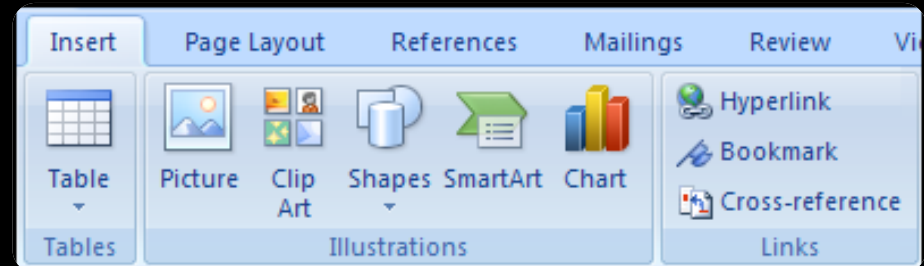 Insert Page Layout References Mailings Review Vi
Table
Tables
Picture Clip Art Shapes SmartArt Chart
Illustrations
Hyperlink
Bookmark
Cross-reference
Links